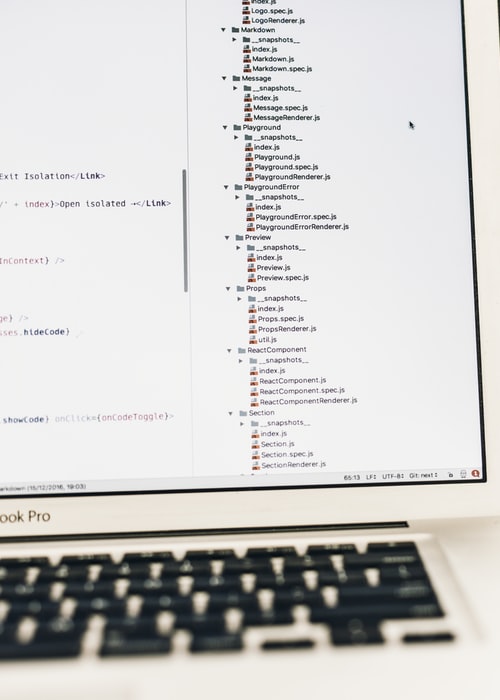 index.js
Logo.spec.js
LogoRenderer.js
Markdown
__snapshots__
index.js
Markdown.js
Markdown.spec.js
Message
__snapshots__
index.js
Message.spec.js
MessageRenderer.js
Playground
__snapshots__
index.js
Playground.js
Playground.spec.js
PlaygroundRenderer.js
PlaygroundError
__snapshots__
index.js
PlaygroundError.spec.js
PlaygroundErrorRenderer.js
Preview
__snapshots__
index.js
Preview.js
Preview.spec.js
Props
__snapshots__
index.js
Props.spec.js
PropsRenderer.js
util.js
ReactComponent
__snapshots__
index.js
ReactComponent.js
ReactComponent.spec.js
ReactComponentRenderer.js
Section
__snapshots__
index.js
Section.js
Section.spec.js
SectionRenderer.js
Exit Isolation</Link>
/' + index}>Open isolated ⇢</Link>
InContext} />
ge} />
sses.hideCode}
showCode} onClick={onCodeToggle}>
arkdown (15/12/2016, 19:03)
65:13 LF÷ UTF-8÷ Git: next÷
ook Pro